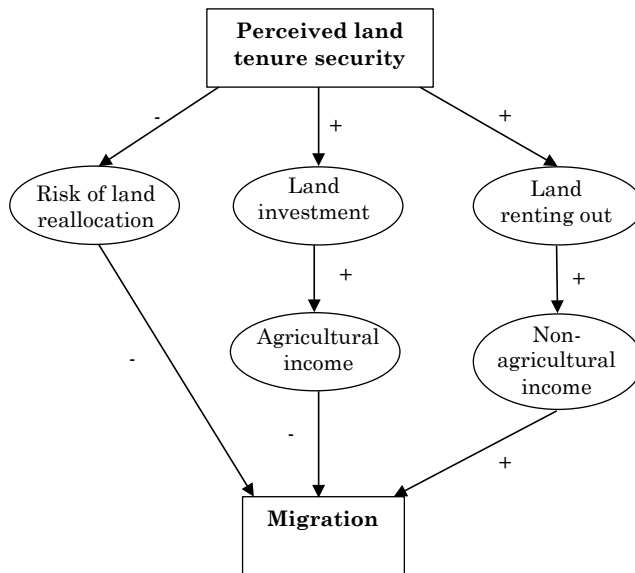 Perceived land
tenure security
-
+
+
Risk of land
reallocation
Land
investment
Land
renting out
+
+
Agricultural
income
Non-
agricultural
income
-
-
+
Migration